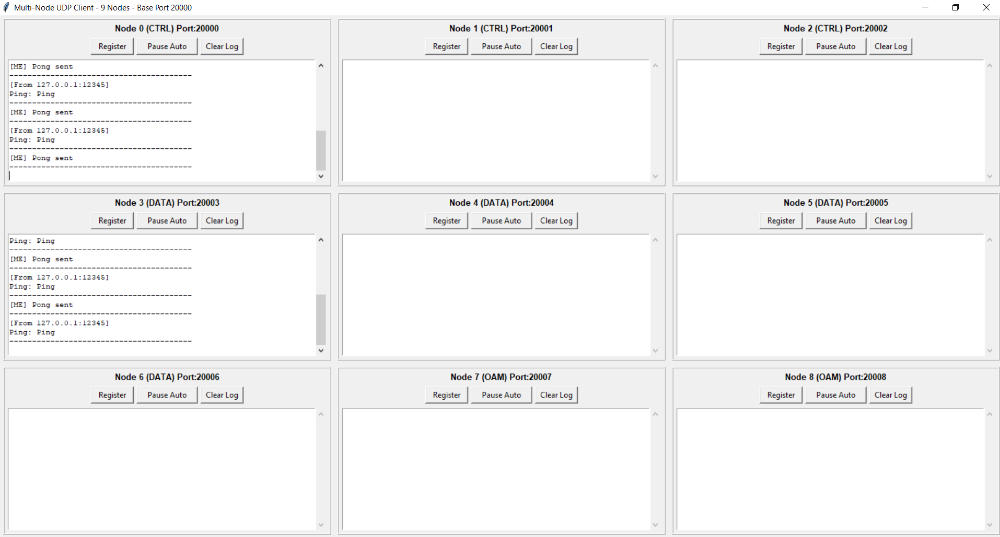 Multi-Node UDP Client - 9 Nodes - Base Port 20000
Node 0 (CTRL) Port:20000
Register Pause Auto Clear Log
[ME] Pong sent
----------------------------------------
[From 127.0.0.1:12345]
Ping: Ping
----------------------------------------
[ME] Pong sent
----------------------------------------
[From 127.0.0.1:12345]
Ping: Ping
----------------------------------------
[ME] Pong sent
----------------------------------------
Node 1 (CTRL) Port:20001
Register Pause Auto Clear Log
Node 2 (CTRL) Port:20002
Register Pause Auto Clear Log
Node 3 (DATA) Port:20003
Register Pause Auto Clear Log
Ping: Ping
----------------------------------------
[ME] Pong sent
----------------------------------------
[From 127.0.0.1:12345]
Ping: Ping
----------------------------------------
[ME] Pong sent
----------------------------------------
[From 127.0.0.1:12345]
Ping: Ping
----------------------------------------
Node 4 (DATA) Port:20004
Register Pause Auto Clear Log
Node 5 (DATA) Port:20005
Register Pause Auto Clear Log
Node 6 (DATA) Port:20006
Register Pause Auto Clear Log
Node 7 (OAM) Port:20007
Register Pause Auto Clear Log
Node 8 (OAM) Port:20008
Register Pause Auto Clear Log